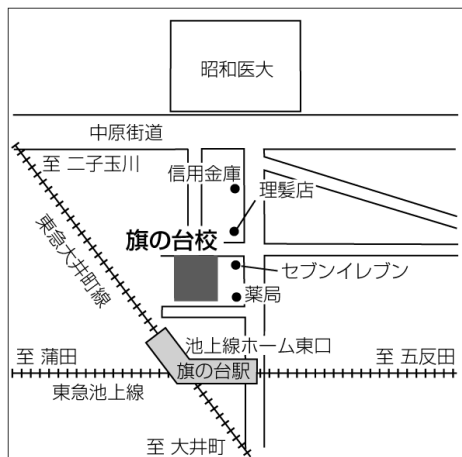 昭和医大
中原街道
至 二子玉川
信用金庫
理髪店
旗の台校
セブンイレブン
薬局
東急大井町線
池上線ホーム東口
至 蒲田
至 五反田
旗の台駅
東急池上線
至 大井町